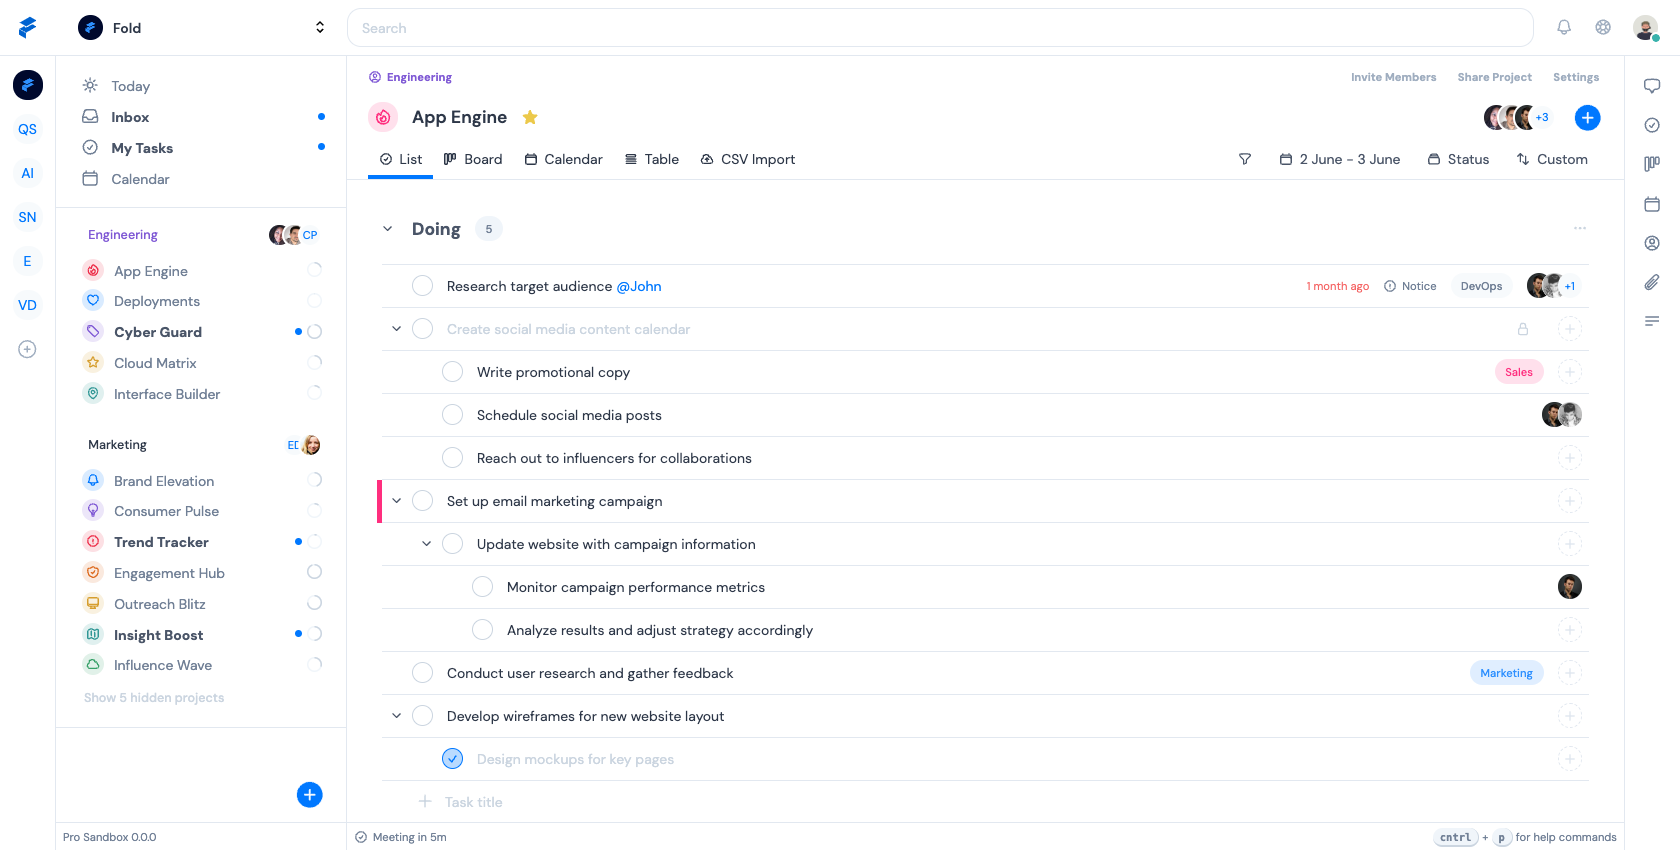 Fold
Search
QS
AI
SN
E
VD
Today
Inbox
My Tasks
Calendar
Engineering
CP
App Engine
Deployments
Cyber Guard
Cloud Matrix
Interface Builder
Marketing
Brand Elevation
Consumer Pulse
Trend Tracker
Engagement Hub
Outreach Blitz
Insight Boost
Influence Wave
Show 5 hidden projects
Pro Sandbox 0.0.0
Engineering
Invite Members Share Project Settings
App Engine
+3
List Board Calendar Table CSV Import
2 June - 3 June Status Custom
Doing 5
Research target audience @John
1 month ago Notice DevOps +1
Create social media content calendar
Write promotional copy Sales
Schedule social media posts
Reach out to influencers for collaborations
Set up email marketing campaign
Update website with campaign information
Monitor campaign performance metrics
Analyze results and adjust strategy accordingly
Conduct user research and gather feedback Marketing
Develop wireframes for new website layout
Design mockups for key pages
Task title
Meeting in 5m
cntrl + p for help commands